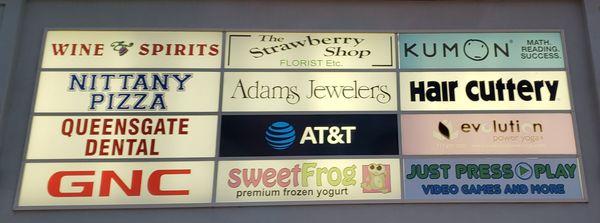 WINE SPIRITS
The
Strawberry
Shop
FLORIST Etc.
KUMON®
MATH.
READING.
SUCCESS.
NITTANY
PIZZA
Adams Jewelers
Hair cuttery®
QUEENSGATE
DENTAL
AT&T
evolution
power yoga
GNC
sweetFrog
premium frozen yogurt
JUST PRESS PLAY
VIDEO GAMES AND MORE